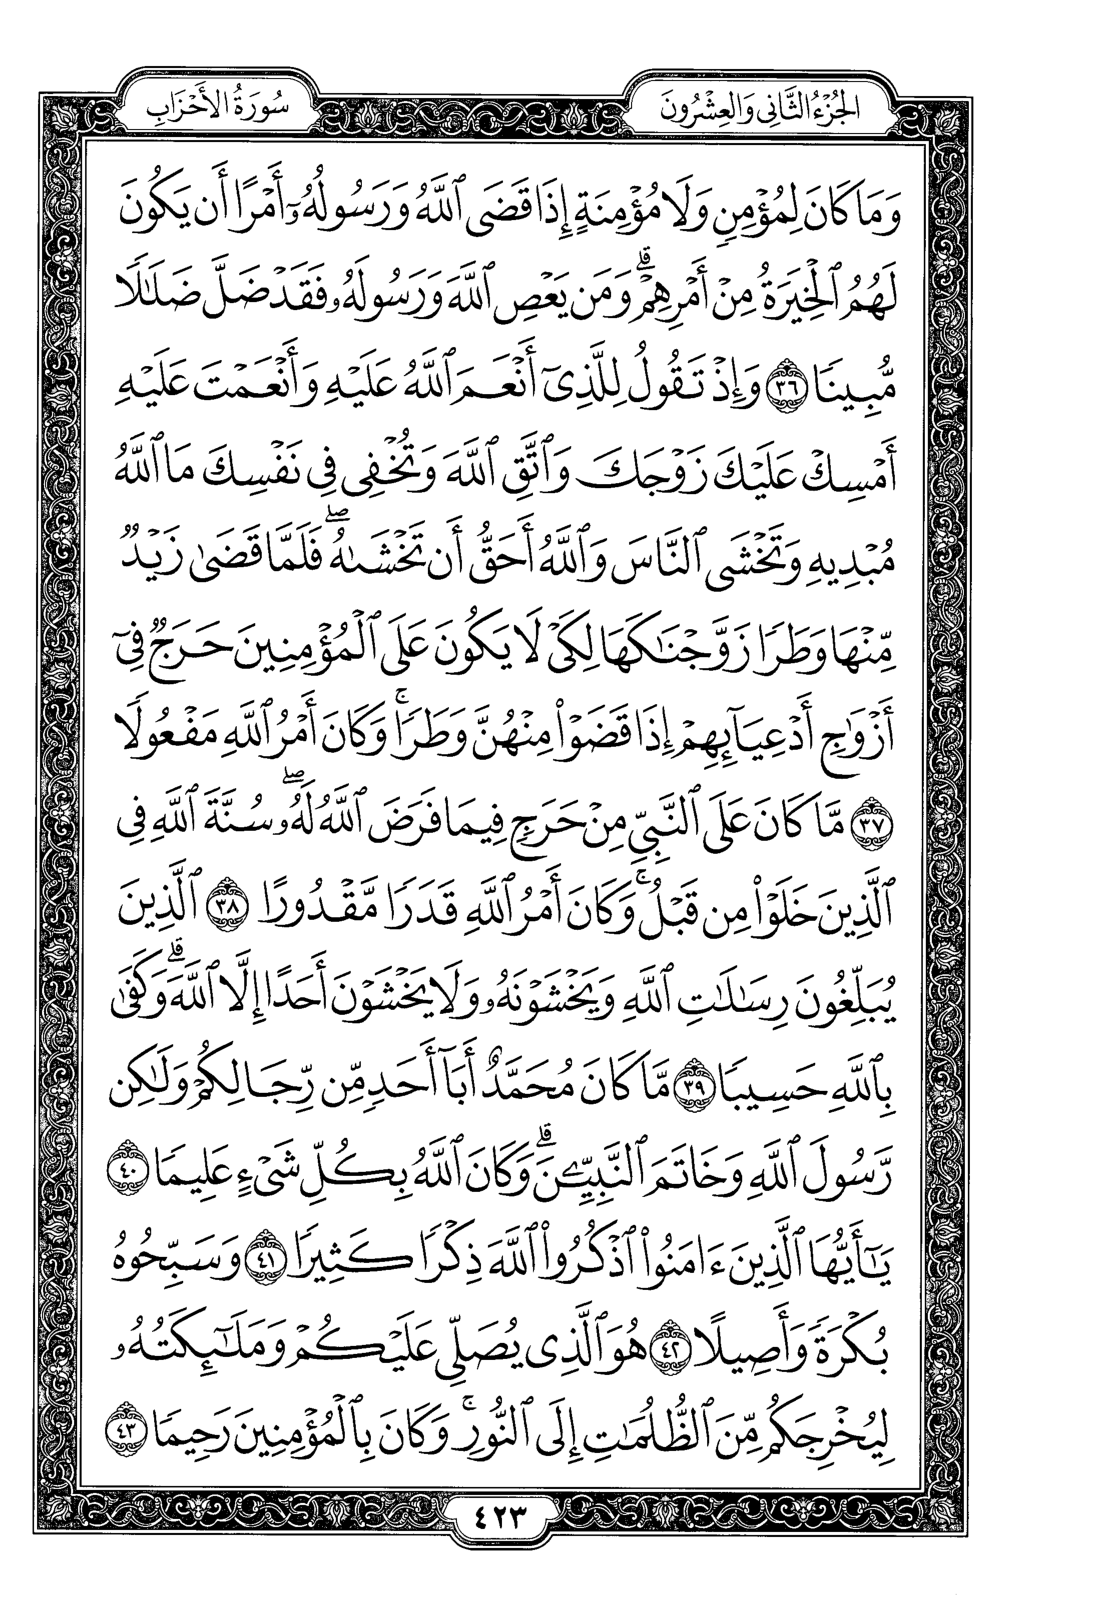 الجُزْءُ الثَّانِي وَالعِشْرُونَ
سُورَةُ الأَحْزَابِ
وَمَا كَانَ لِمُؤْمِنٖ وَلَا مُؤْمِنَةٍ إِذَا قَضَى ٱللَّهُ وَرَسُولُهُۥٓ أَمْرًا أَن يَكُونَ
لَهُمُ ٱلْخِيَرَةُ مِنْ أَمْرِهِمْۗ وَمَن يَعْصِ ٱللَّهَ وَرَسُولَهُۥ فَقَدْ ضَلَّ ضَلَٰلٗا
مُّبِينٗا ٣٦ وَإِذْ تَقُولُ لِلَّذِيٓ أَنْعَمَ ٱللَّهُ عَلَيْهِ وَأَنْعَمْتَ عَلَيْهِ
أَمْسِكْ عَلَيْكَ زَوْجَكَ وَٱتَّقِ ٱللَّهَ وَتُخْفِي فِي نَفْسِكَ مَا ٱللَّهُ
مُبْدِيهِ وَتَخْشَى ٱلنَّاسَ وَٱللَّهُ أَحَقُّ أَن تَخْشَىٰهُۖ فَلَمَّا قَضَىٰ زَيْدٞ
مِّنْهَا وَطَرٗا زَوَّجْنَٰكَهَا لِكَيْ لَا يَكُونَ عَلَى ٱلْمُؤْمِنِينَ حَرَجٞ فِيٓ
أَزْوَٰجِ أَدْعِيَآئِهِمْ إِذَا قَضَوْاْ مِنْهُنَّ وَطَرٗاۚ وَكَانَ أَمْرُ ٱللَّهِ مَفْعُولٗا
٣٧ مَّا كَانَ عَلَى ٱلنَّبِيِّ مِنْ حَرَجٖ فِيمَا فَرَضَ ٱللَّهُ لَهُۥۖ سُنَّةَ ٱللَّهِ فِي
ٱلَّذِينَ خَلَوْاْ مِن قَبْلُۚ وَكَانَ أَمْرُ ٱللَّهِ قَدَرٗا مَّقْدُورًا ٣٨ ٱلَّذِينَ
يُبَلِّغُونَ رِسَٰلَٰتِ ٱللَّهِ وَيَخْشَوْنَهُۥ وَلَا يَخْشَوْنَ أَحَدًا إِلَّا ٱللَّهَۗ وَكَفَىٰ
بِٱللَّهِ حَسِيبٗا ٣٩ مَّا كَانَ مُحَمَّدٌ أَبَآ أَحَدٖ مِّن رِّجَالِكُمْ وَلَٰكِن
رَّسُولَ ٱللَّهِ وَخَاتَمَ ٱلنَّبِيِّـۧنَۗ وَكَانَ ٱللَّهُ بِكُلِّ شَيْءٍ عَلِيمٗا ٤٠
يَٰٓأَيُّهَا ٱلَّذِينَ ءَامَنُواْ ٱذْكُرُواْ ٱللَّهَ ذِكْرٗا كَثِيرٗا ٤١ وَسَبِّحُوهُ
بُكْرَةٗ وَأَصِيلًا ٤٢ هُوَ ٱلَّذِي يُصَلِّي عَلَيْكُمْ وَمَلَٰٓئِكَتُهُۥ
لِيُخْرِجَكُم مِّنَ ٱلظُّلُمَٰتِ إِلَى ٱلنُّورِۚ وَكَانَ بِٱلْمُؤْمِنِينَ رَحِيمٗا ٤٣
٤٢٣